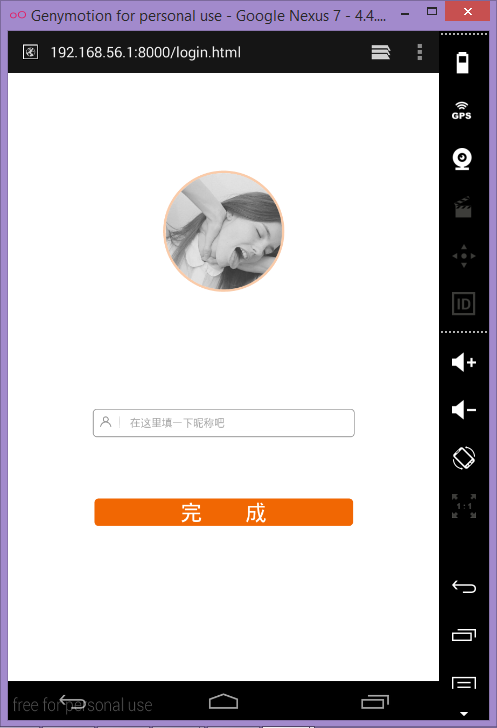 Genymotion for personal use - Google Nexus 7 - 4.4....
192.168.56.1:8000/login.html
GPS
ID
在这里填一下昵称吧
1:1
完 成
free for personal use